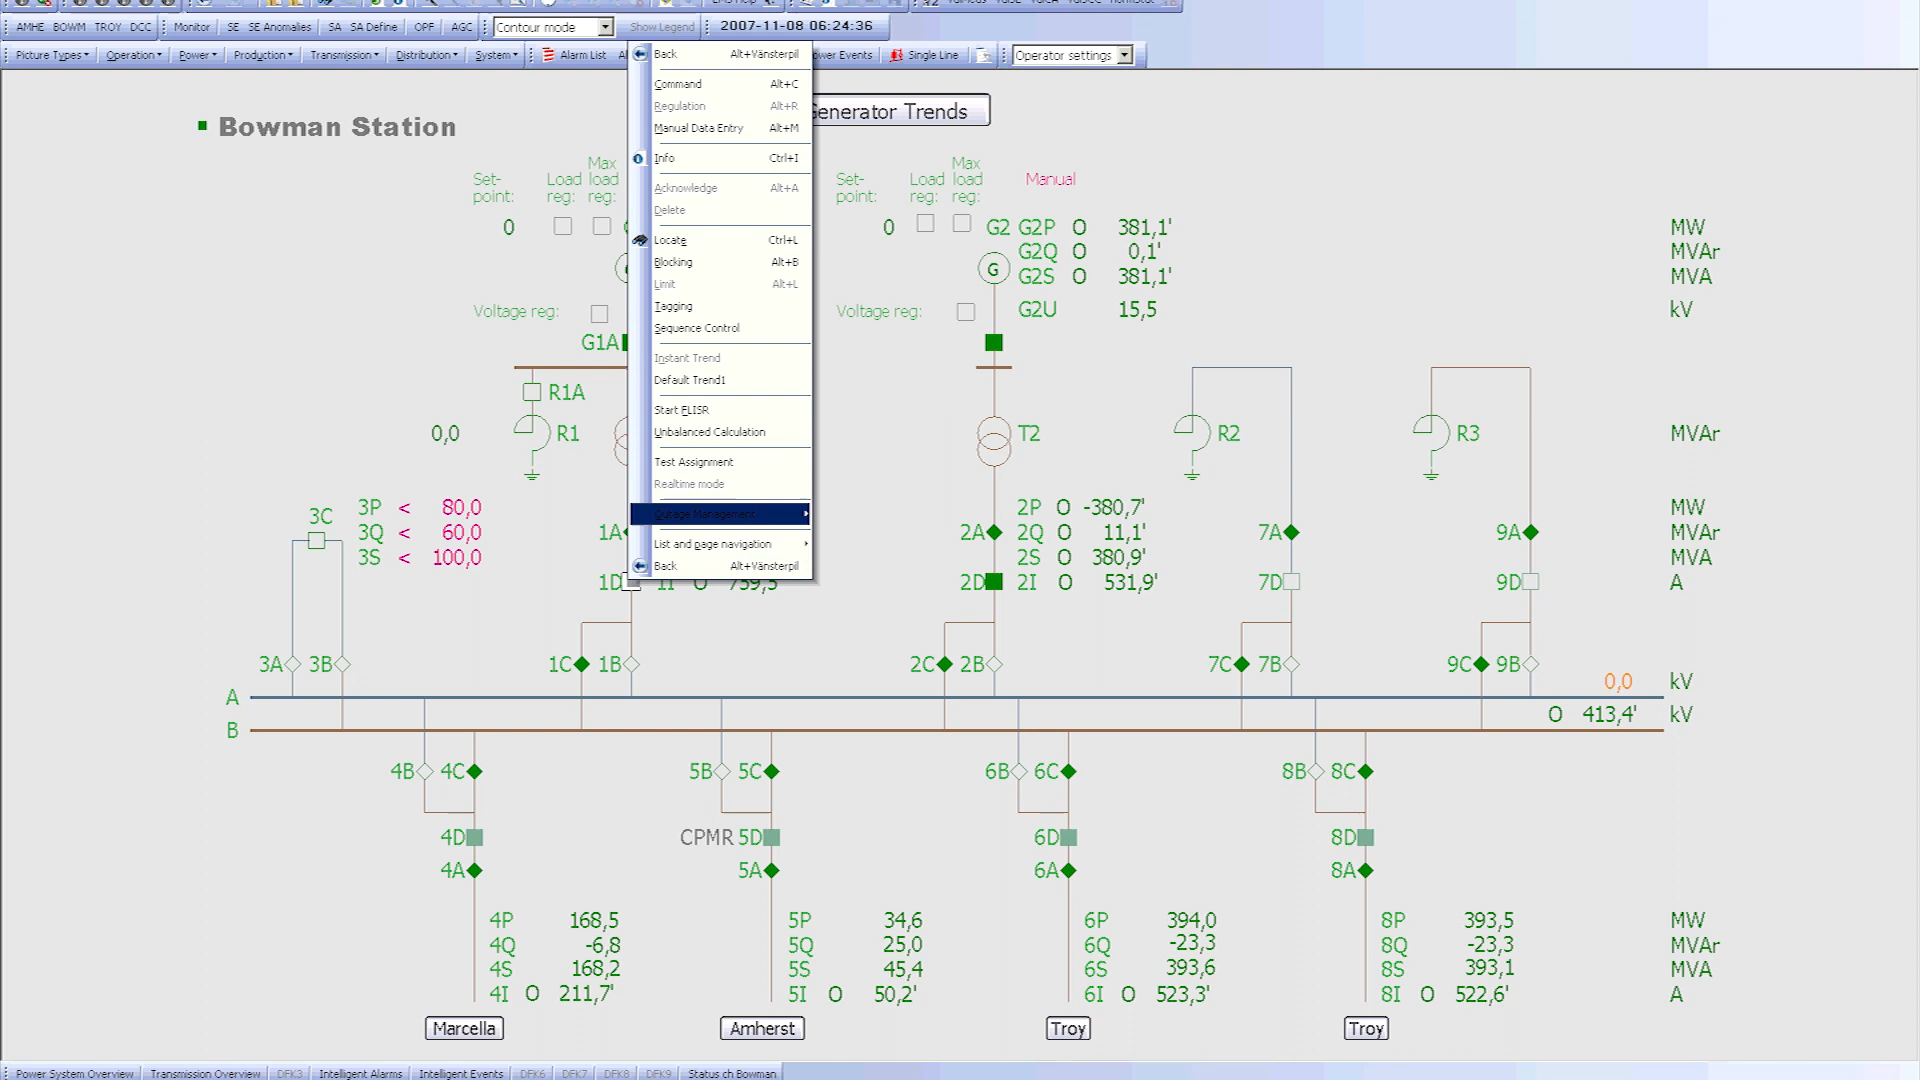 AMHE BOWM TROY DCC Monitor SE SE Anomalies SA SA Define OPF AGC Contour mode Show Legend 2007-11-08 06:24:36
Picture Types Operation Power Production Transmission Distribution System Alarm List Al ower Events Single Line Operator settings
Back Alt+Vänsterpil
Command Alt+C
Regulation Alt+R
Manual Data Entry Alt+M
Info Ctrl+I
Acknowledge Alt+A
Delete
Locate Ctrl+L
Blocking Alt+B
Limit Alt+L
Tagging
Sequence Control
Instant Trend
Default Trend1
Start FLISR
Unbalanced Calculation
Test Assignment
Realtime mode
Outage Management
List and page navigation
Back Alt+Vänsterpil
Bowman Station
Generator Trends
Set-point: Load reg: Max load reg:
Set-point: Load reg: Max load reg: Manual
0
0 G2 G2P O 381,1' MW
G2Q O 0,1' MVAr
G G2S O 381,1' MVA
Voltage reg:
Voltage reg: G2U 15,5 kV
G1A
R1A
0,0 R1 T2 R2 R3 MVAr
3C 3P < 80,0 2P O -380,7' MW
3Q < 60,0 1A 2A 2Q O 11,1' 7A 9A MVAr
3S < 100,0 2S O 380,9' MVA
1D 1I O 759,5' 2D 2I O 531,9' 7D 9D A
3A 3B 1C 1B 2C 2B 7C 7B 9C 9B
A 0,0 kV
B O 413,4' kV
4B 4C 5B 5C 6B 6C 8B 8C
4D CPMR 5D 6D 8D
4A 5A 6A 8A
4P 168,5 5P 34,6 6P 394,0 8P 393,5 MW
4Q -6,8 5Q 25,0 6Q -23,3 8Q -23,3 MVAr
4S 168,2 5S 45,4 6S 393,6 8S 393,1 MVA
4I O 211,7' 5I O 50,2' 6I O 523,3' 8I O 522,6' A
Marcella Amherst Troy Troy
Power System Overview Transmission Overview DFK3 Intelligent Alarms Intelligent Events DFK6 DFK7 DFK8 DFK9 Status ch Bowman